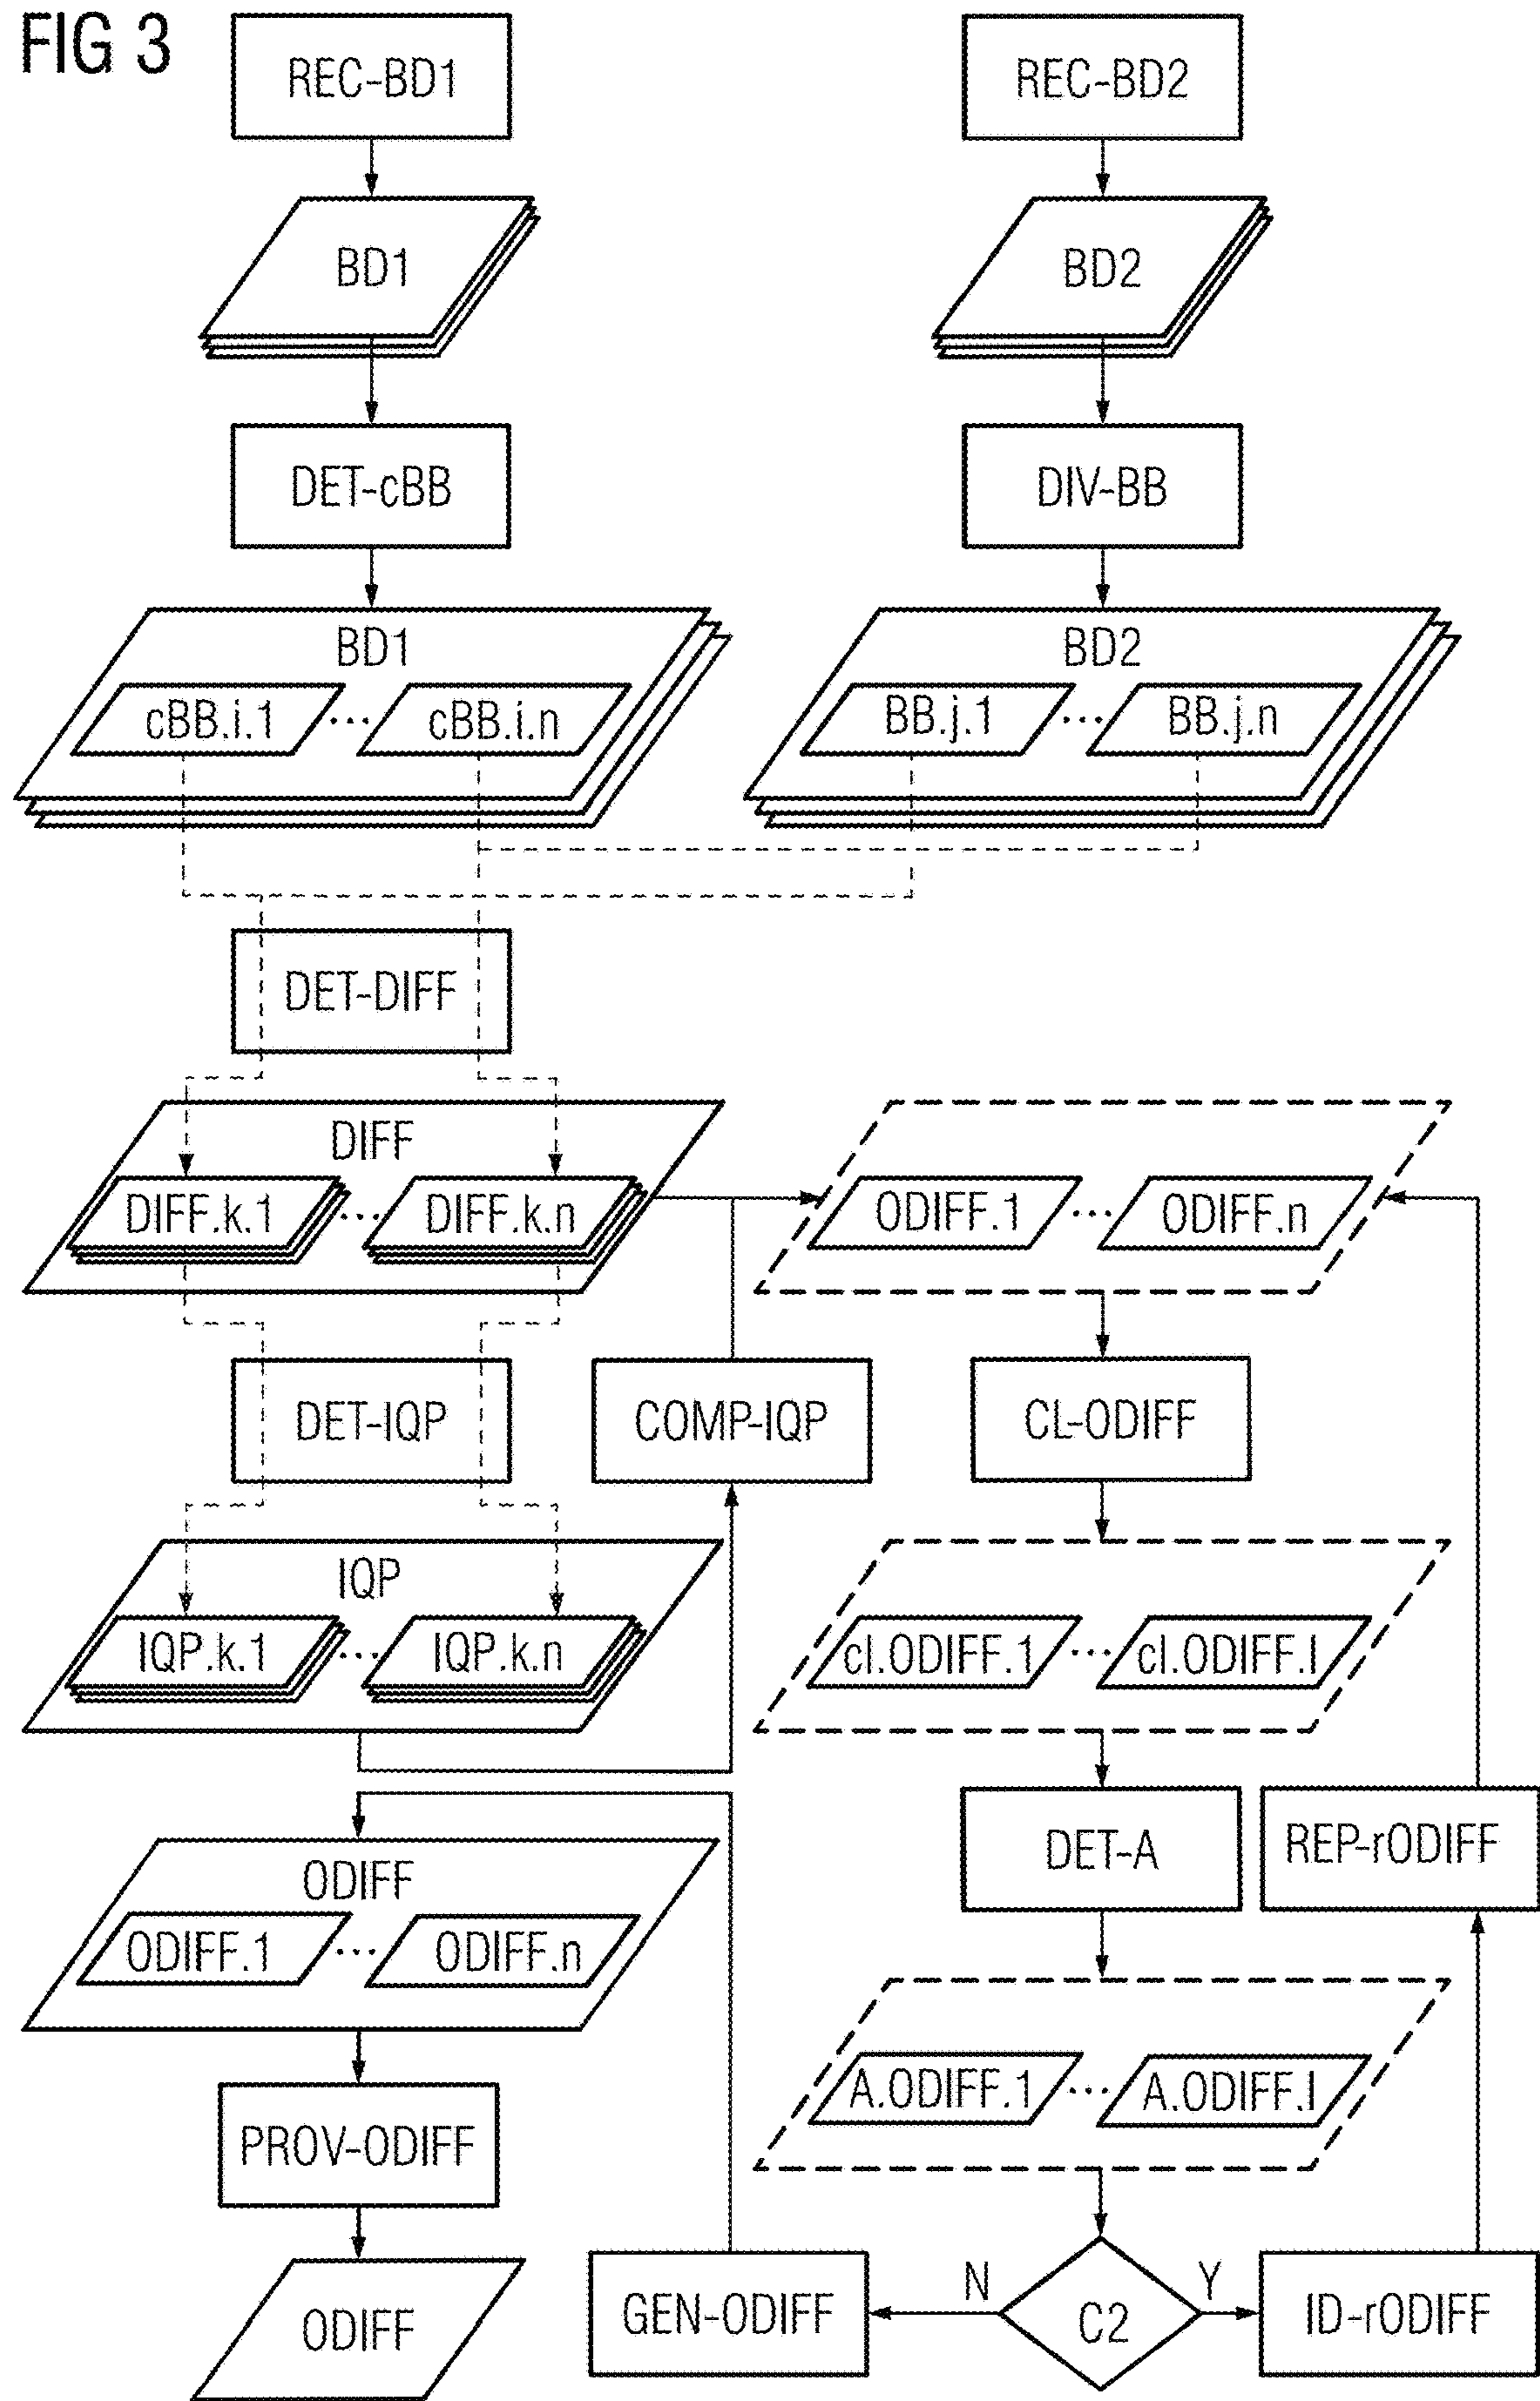 FIG 3
REC-BD1
REC-BD2
BD1
BD2
DET-cBB
DIV-BB
BD1
BD2
cBB.i.1 ... cBB.i.n
BB.j.1 ... BB.j.n
DET-DIFF
DIFF
DIFF.k.1 ... DIFF.k.n
ODIFF.1 ... ODIFF.n
DET-IQP
COMP-IQP
CL-ODIFF
IQP
IQP.k.1 ... IQP.k.n
cl.ODIFF.1 ... cl.ODIFF.l
DET-A
REP-rODIFF
ODIFF
ODIFF.1 ... ODIFF.n
A.ODIFF.1 ... A.ODIFF.l
PROV-ODIFF
N
Y
GEN-ODIFF
C2
ID-rODIFF
ODIFF